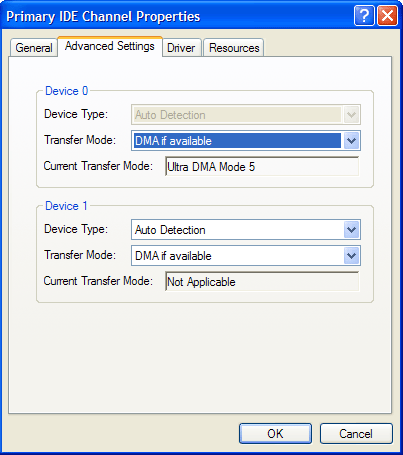 Primary IDE Channel Properties
General Advanced Settings Driver Resources
Device 0
Device Type: Auto Detection
Transfer Mode: DMA if available
Current Transfer Mode: Ultra DMA Mode 5
Device 1
Device Type: Auto Detection
Transfer Mode: DMA if available
Current Transfer Mode: Not Applicable
OK Cancel